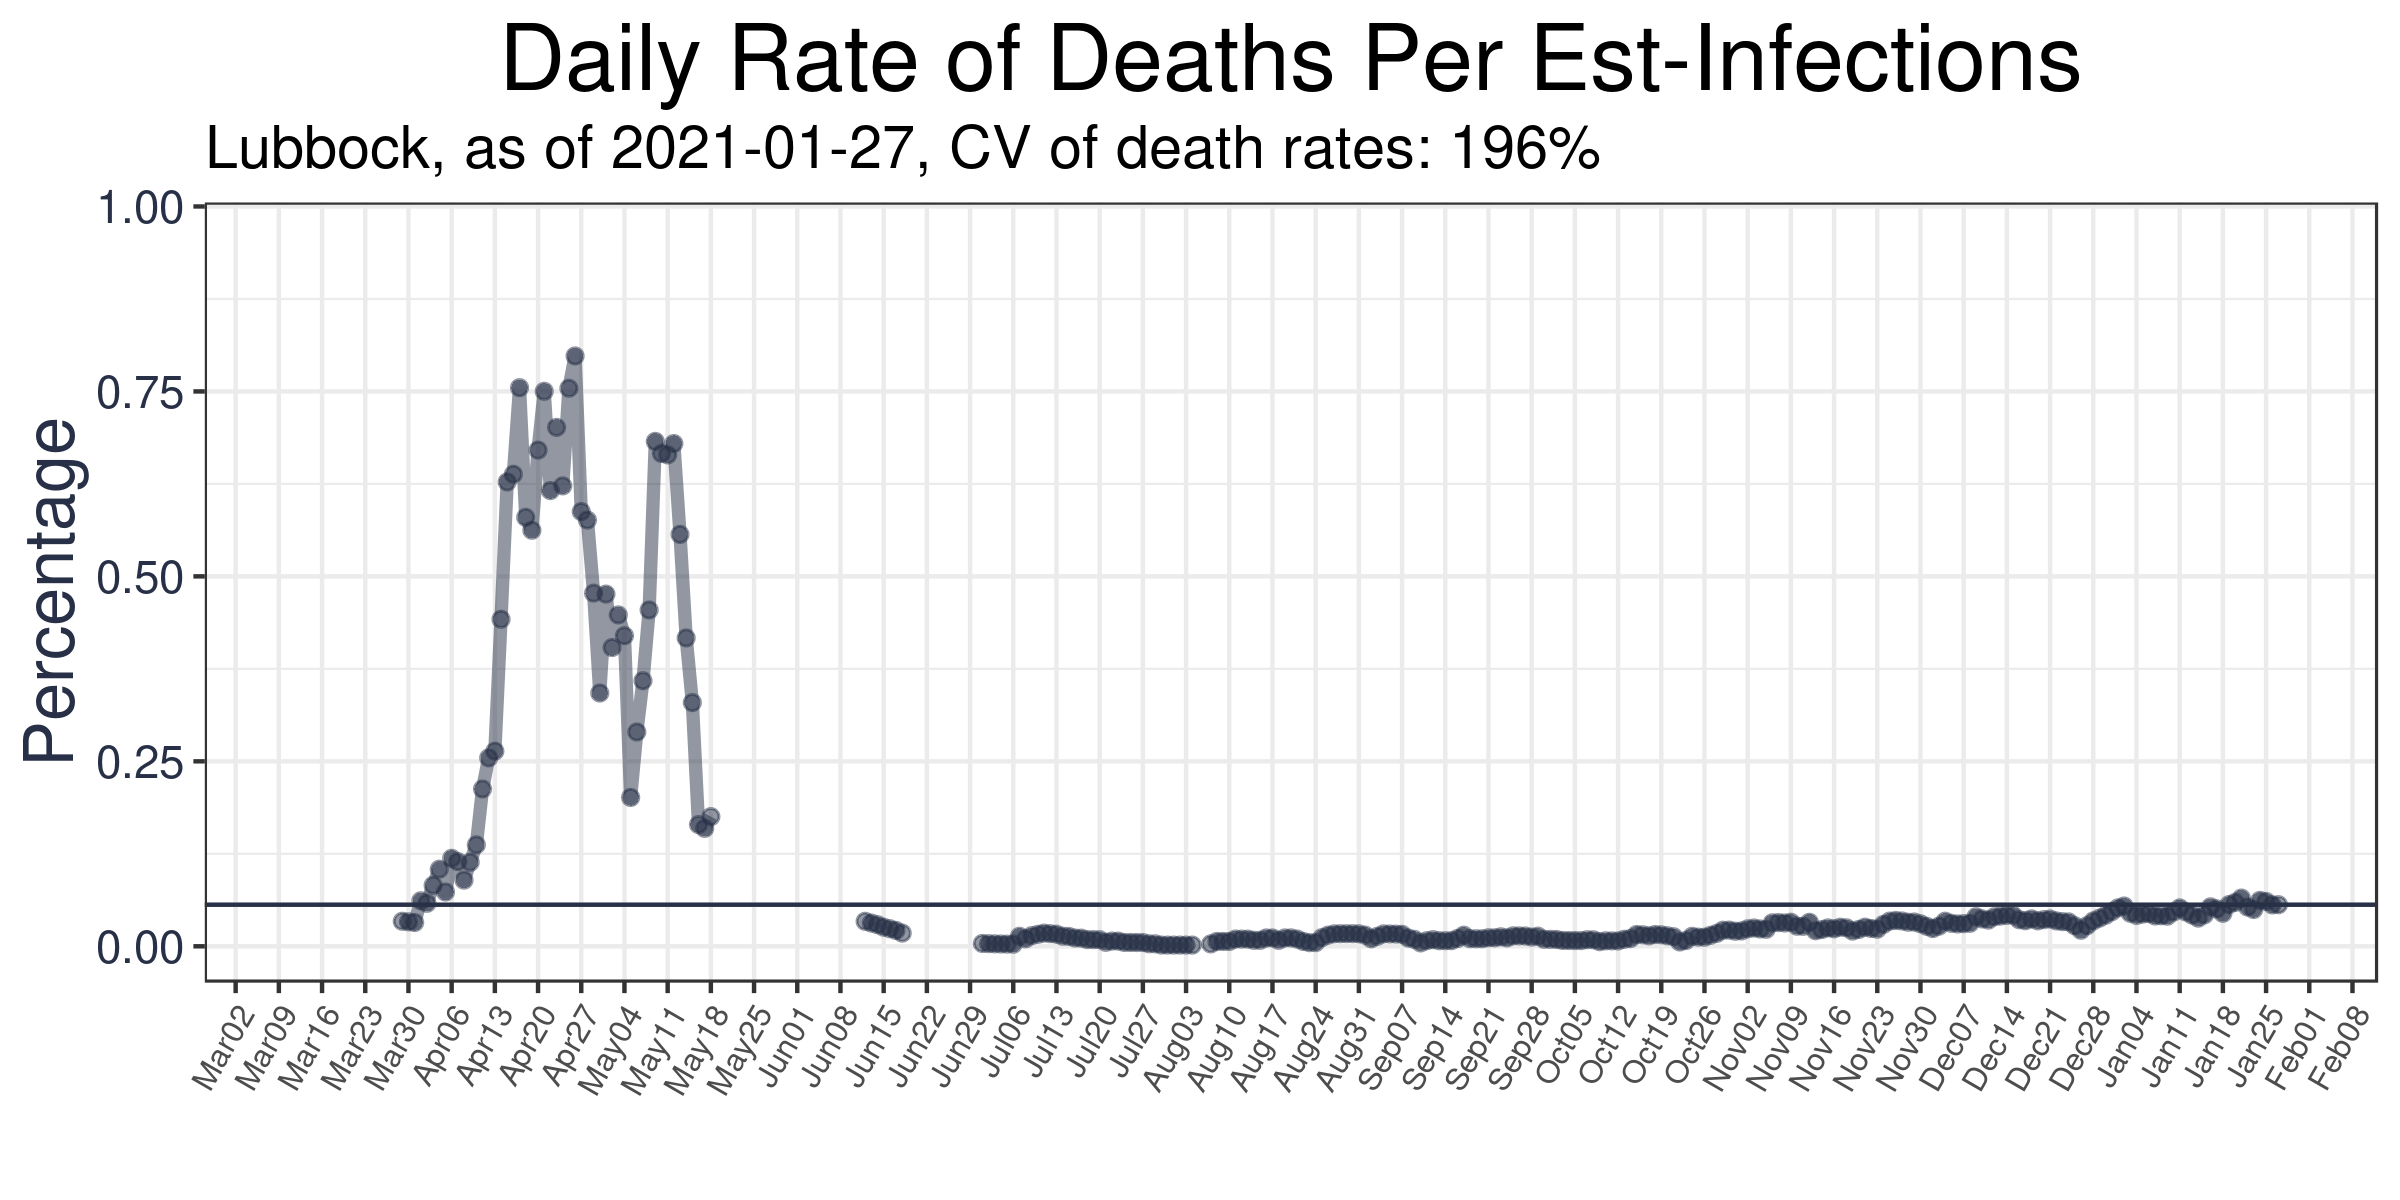 Daily Rate of Deaths Per Est-Infections
Lubbock, as of 2021-01-27, CV of death rates: 196%
Percentage
1.00
0.75
0.50
0.25
0.00
Mar02
Mar09
Mar16
Mar23
Mar30
Apr06
Apr13
Apr20
Apr27
May04
May11
May18
May25
Jun01
Jun08
Jun15
Jun22
Jun29
Jul06
Jul13
Jul20
Jul27
Aug03
Aug10
Aug17
Aug24
Aug31
Sep07
Sep14
Sep21
Sep28
Oct05
Oct12
Oct19
Oct26
Nov02
Nov09
Nov16
Nov23
Nov30
Dec07
Dec14
Dec21
Dec28
Jan04
Jan11
Jan18
Jan25
Feb01
Feb08